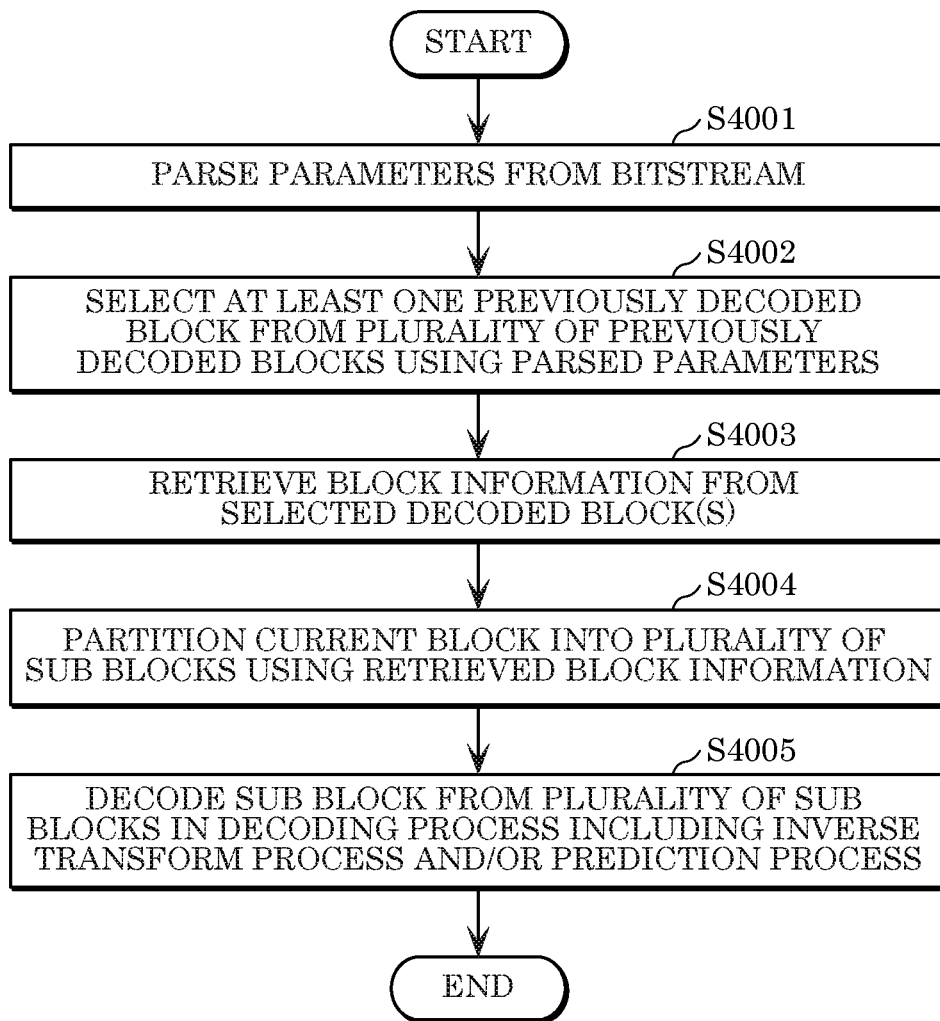 START
S4001
PARSE PARAMETERS FROM BITSTREAM
S4002
SELECT AT LEAST ONE PREVIOUSLY DECODED
BLOCK FROM PLURALITY OF PREVIOUSLY
DECODED BLOCKS USING PARSED PARAMETERS
S4003
RETRIEVE BLOCK INFORMATION FROM
SELECTED DECODED BLOCK(S)
S4004
PARTITION CURRENT BLOCK INTO PLURALITY OF
SUB BLOCKS USING RETRIEVED BLOCK INFORMATION
S4005
DECODE SUB BLOCK FROM PLURALITY OF SUB
BLOCKS IN DECODING PROCESS INCLUDING INVERSE
TRANSFORM PROCESS AND/OR PREDICTION PROCESS
END